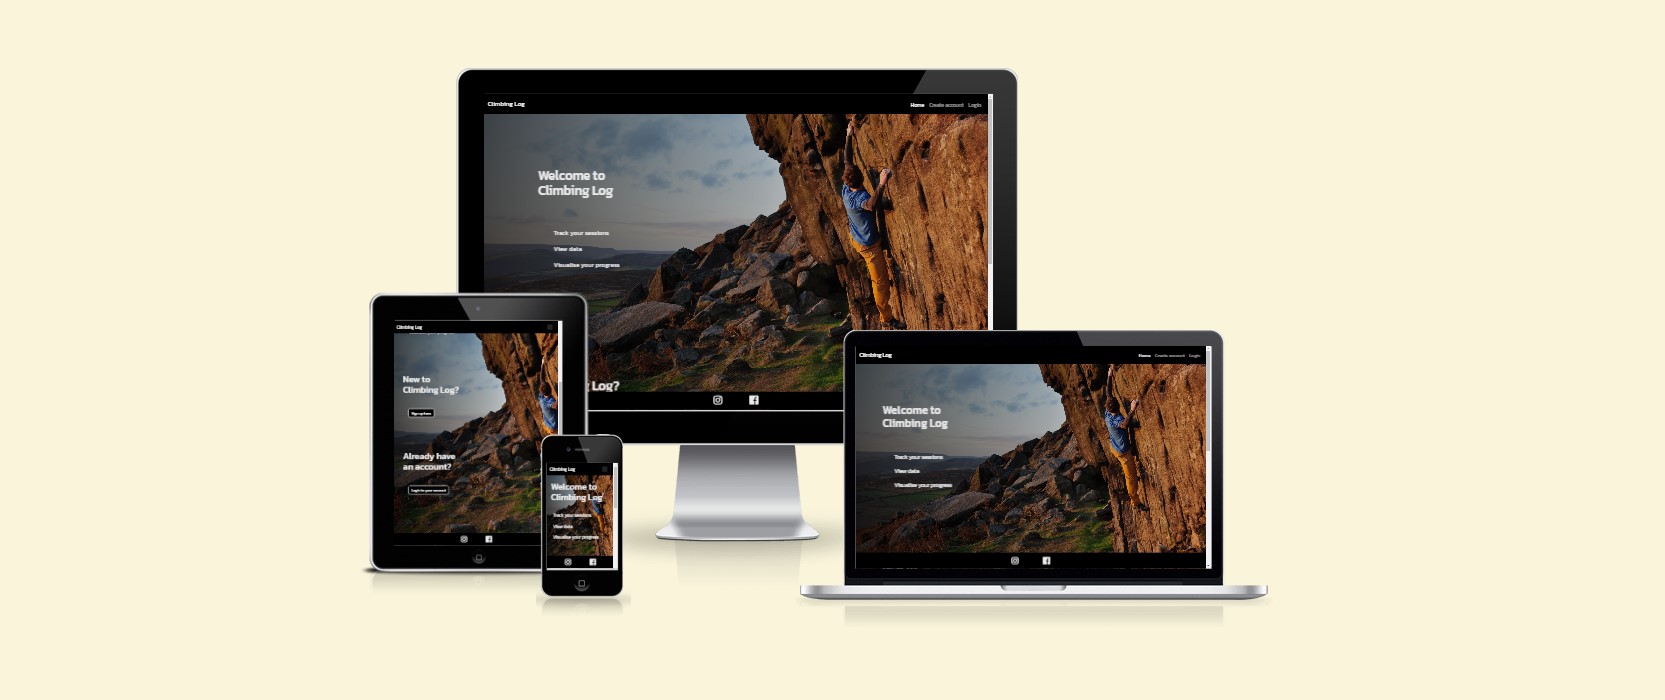 Climbing Log
Home Create account Login
Welcome to
Climbing Log
Track your sessions
View data
Visualise your progress
Log?
Climbing Log
New to
Climbing Log?
Sign up here
Already have
an account?
Login to your account
Climbing Log
Welcome to
Climbing Log
Track your sessions
View data
Visualise your progress
Climbing Log
Home Create account Login
Welcome to
Climbing Log
Track your sessions
View data
Visualise your progress